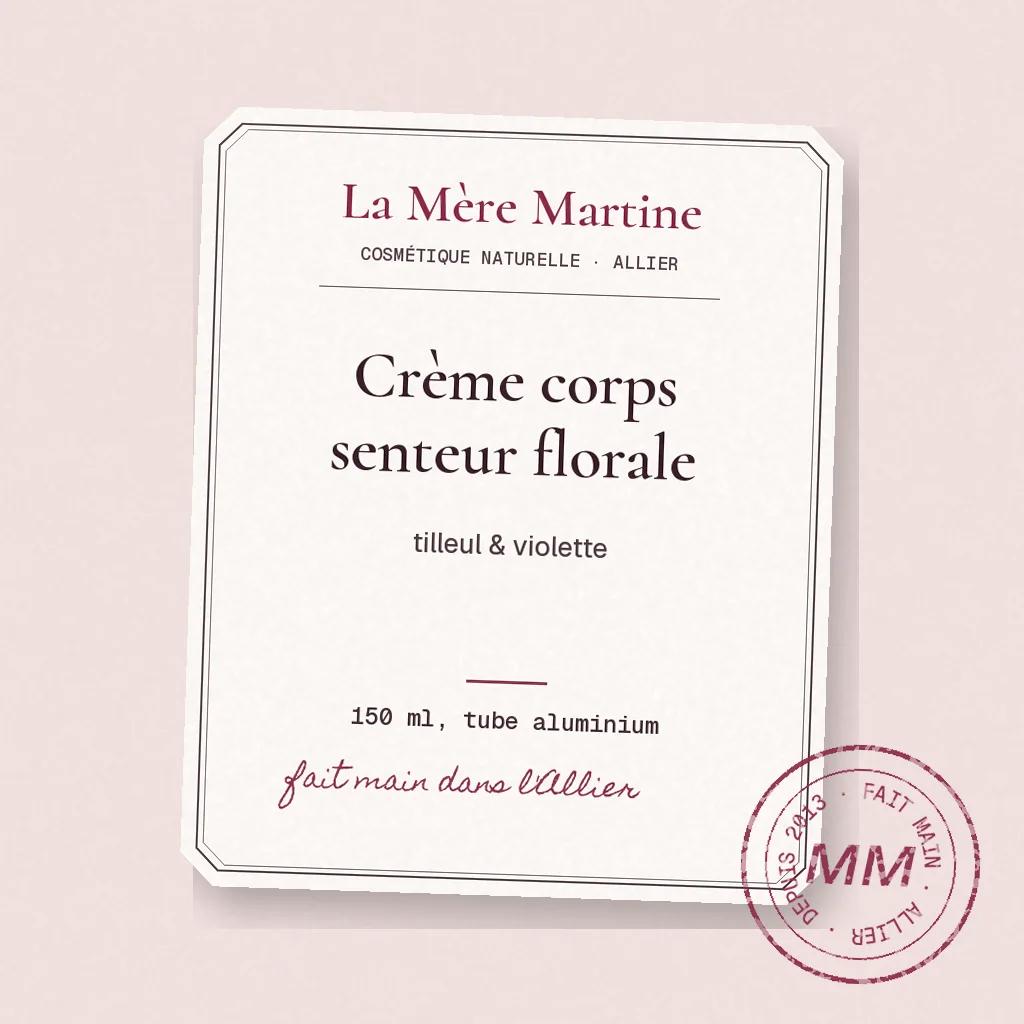 La Mère Martine
COSMÉTIQUE NATURELLE · ALLIER
Crème corps
senteur florale
tilleul & violette
150 ml, tube aluminium
fait main dans l'Allier
DEPUIS 2013 · FAIT MAIN · ALLIER ·
MM